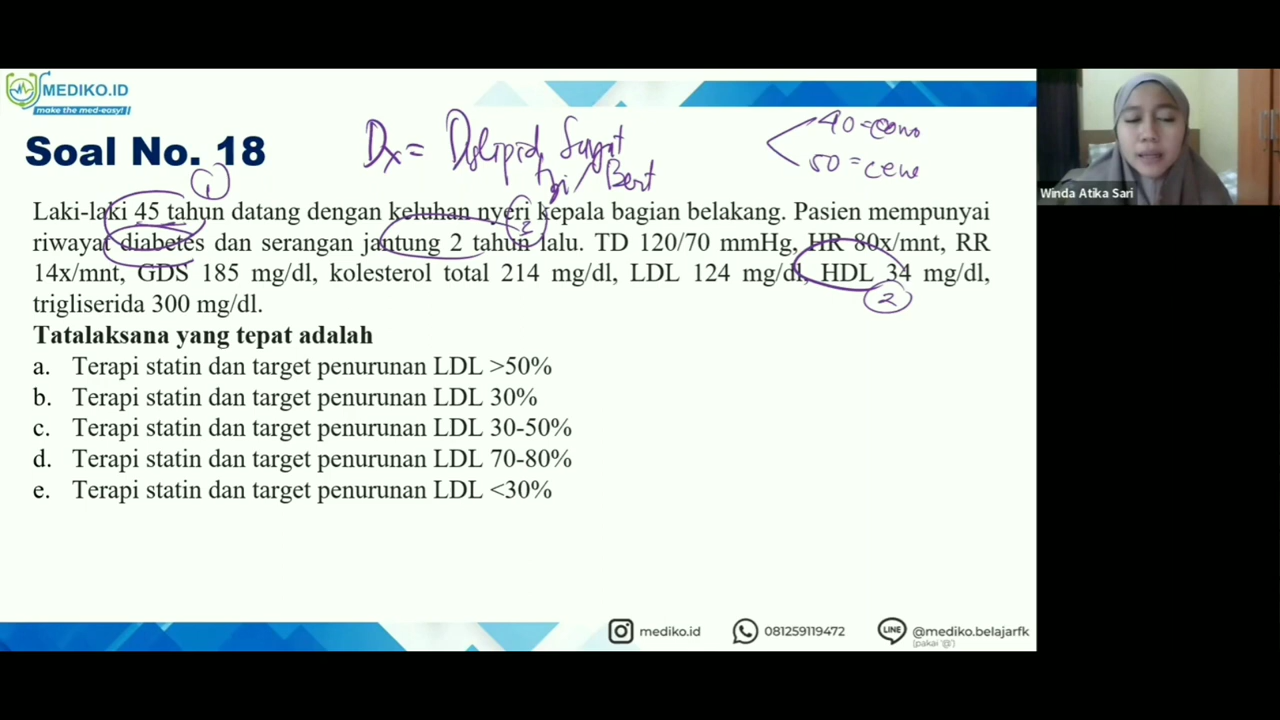 MEDIKO.ID
make the med-easy!
Soal No. 18
Dx =
40 =
50 =
1
Laki-laki 45 tahun datang dengan keluhan nyeri kepala bagian belakang. Pasien mempunyai
2
riwayat diabetes dan serangan jantung 2 tahun lalu. TD 120/70 mmHg, HR 80x/mnt, RR
14x/mnt, GDS 185 mg/dl, kolesterol total 214 mg/dl, LDL 124 mg/dl, HDL 34 mg/dl,
2
trigliserida 300 mg/dl.
Tatalaksana yang tepat adalah
a. Terapi statin dan target penurunan LDL >50%
b. Terapi statin dan target penurunan LDL 30%
c. Terapi statin dan target penurunan LDL 30-50%
d. Terapi statin dan target penurunan LDL 70-80%
e. Terapi statin dan target penurunan LDL <30%
mediko.id
081259119472
LINE
@mediko.belajarfk
(pakai '@')
Winda Atika Sari